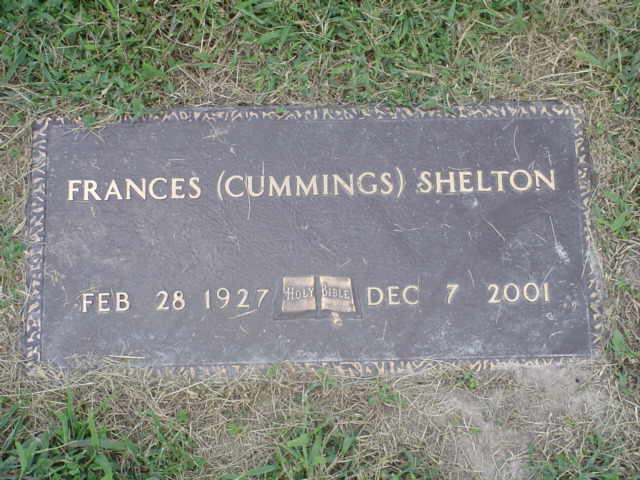 FRANCES (CUMMINGS) SHELTON
FEB 28 1927 HOLY BIBLE DEC 7 2001